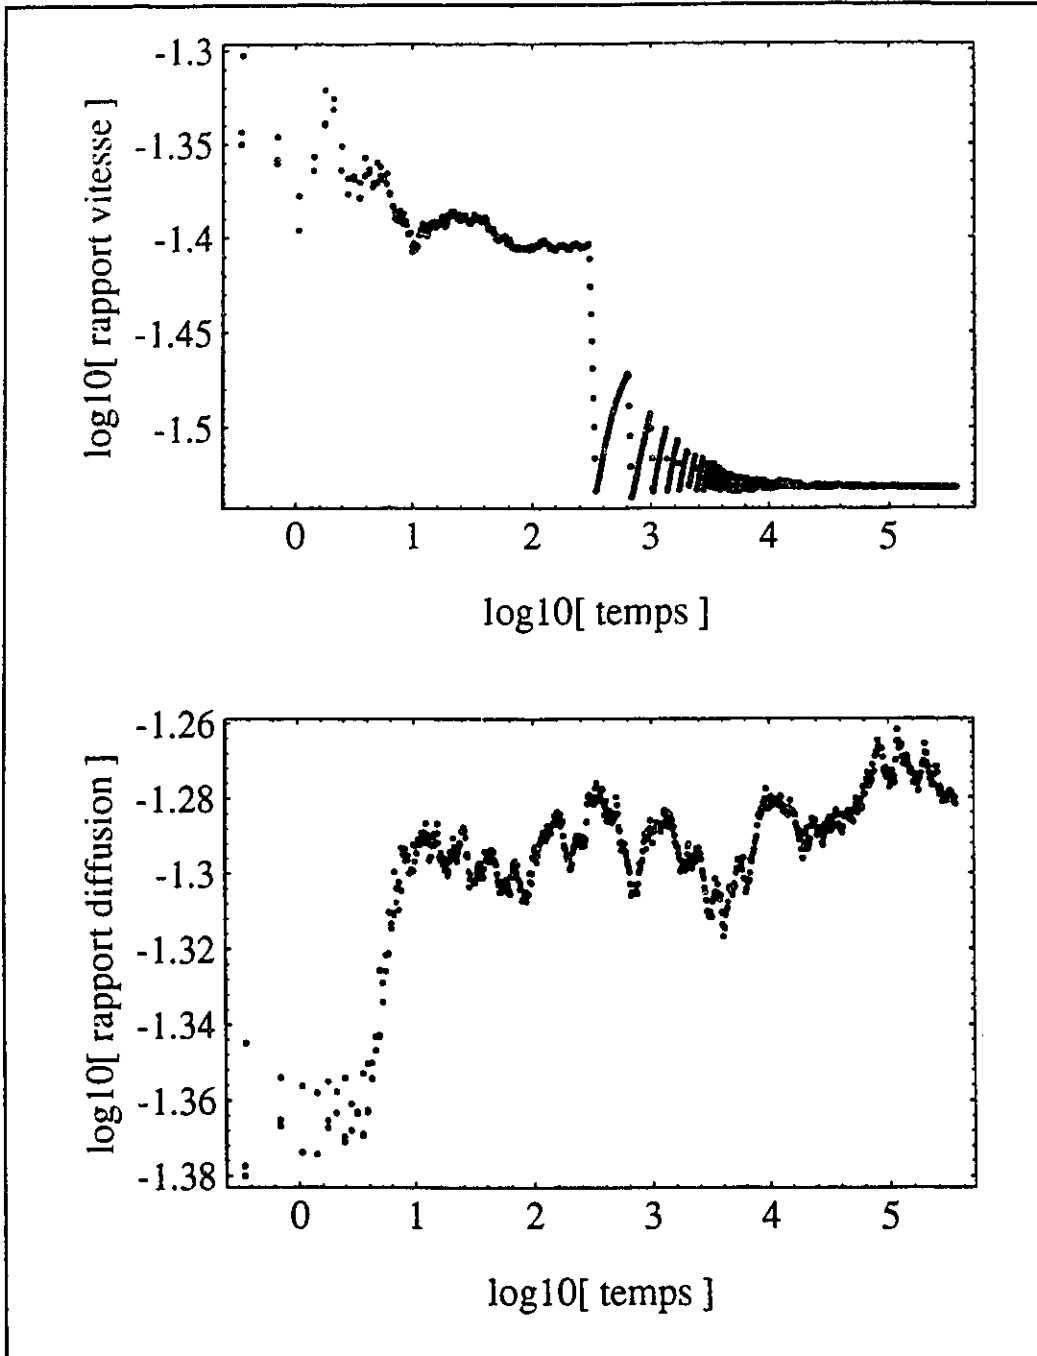 log10[ rapport vitesse ]
-1.3
-1.35
-1.4
-1.45
-1.5
0 1 2 3 4 5
log10[ temps ]
log10[ rapport diffusion ]
-1.26
-1.28
-1.3
-1.32
-1.34
-1.36
-1.38
0 1 2 3 4 5
log10[ temps ]